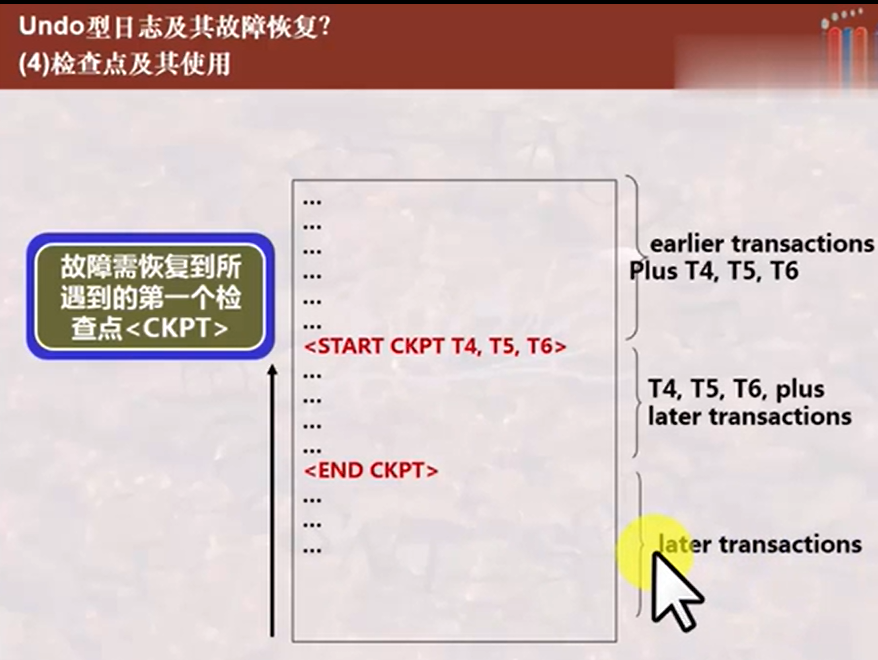 Undo型日志及其故障恢复?
(4)检查点及其使用
故障需恢复到所
遇到的第一个检
查点<CKPT>
...
...
...
...
...
...
<START CKPT T4, T5, T6>
...
...
...
...
<END CKPT>
...
...
...
earlier transactions
Plus T4, T5, T6
T4, T5, T6, plus
later transactions
later transactions